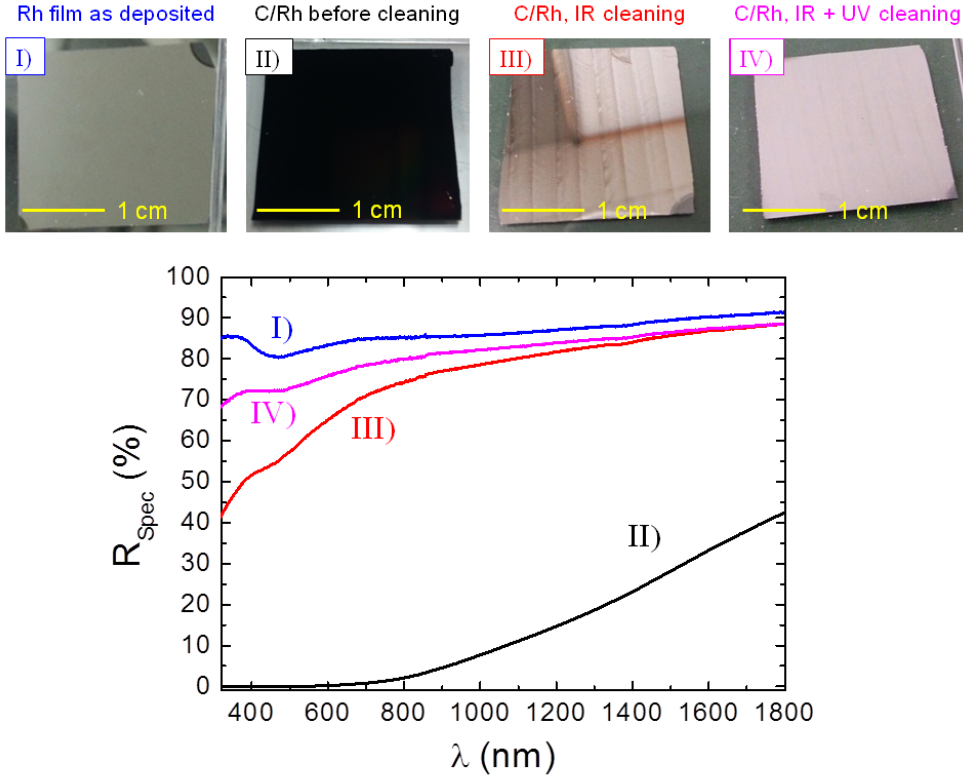 Rh film as deposited
C/Rh before cleaning
C/Rh, IR cleaning
C/Rh, IR + UV cleaning
I)
II)
III)
IV)
1 cm
1 cm
1 cm
1 cm
100
90
80
70
60
50
40
30
20
10
0
R_Spec (%)
I)
IV)
III)
II)
400 600 800 1000 1200 1400 1600 1800
λ (nm)